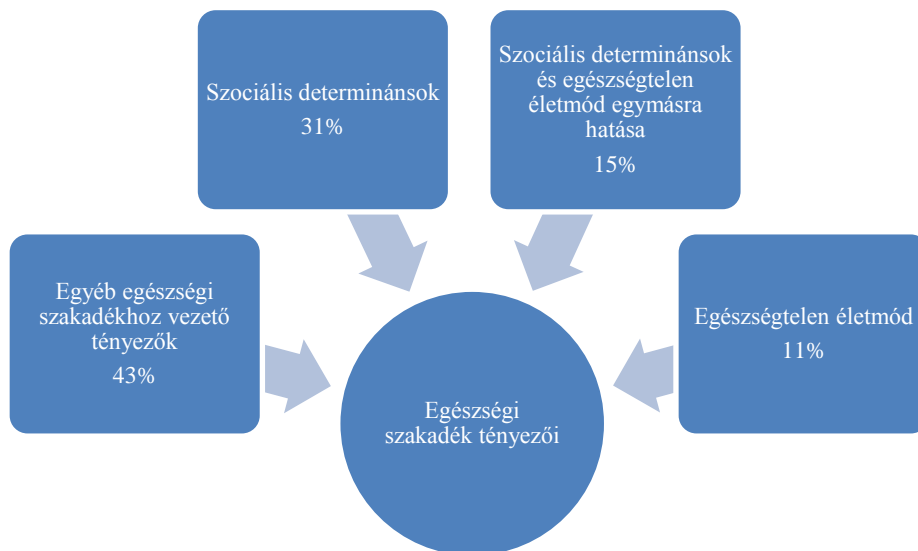 Szociális determinánsok
31%
Szociális determinánsok
és egészségtelen
életmód egymásra
hatása
15%
Egyéb egészségi
szakadékhoz vezető
tényezők
43%
Egészségtelen életmód
11%
Egészségi
szakadék tényezői